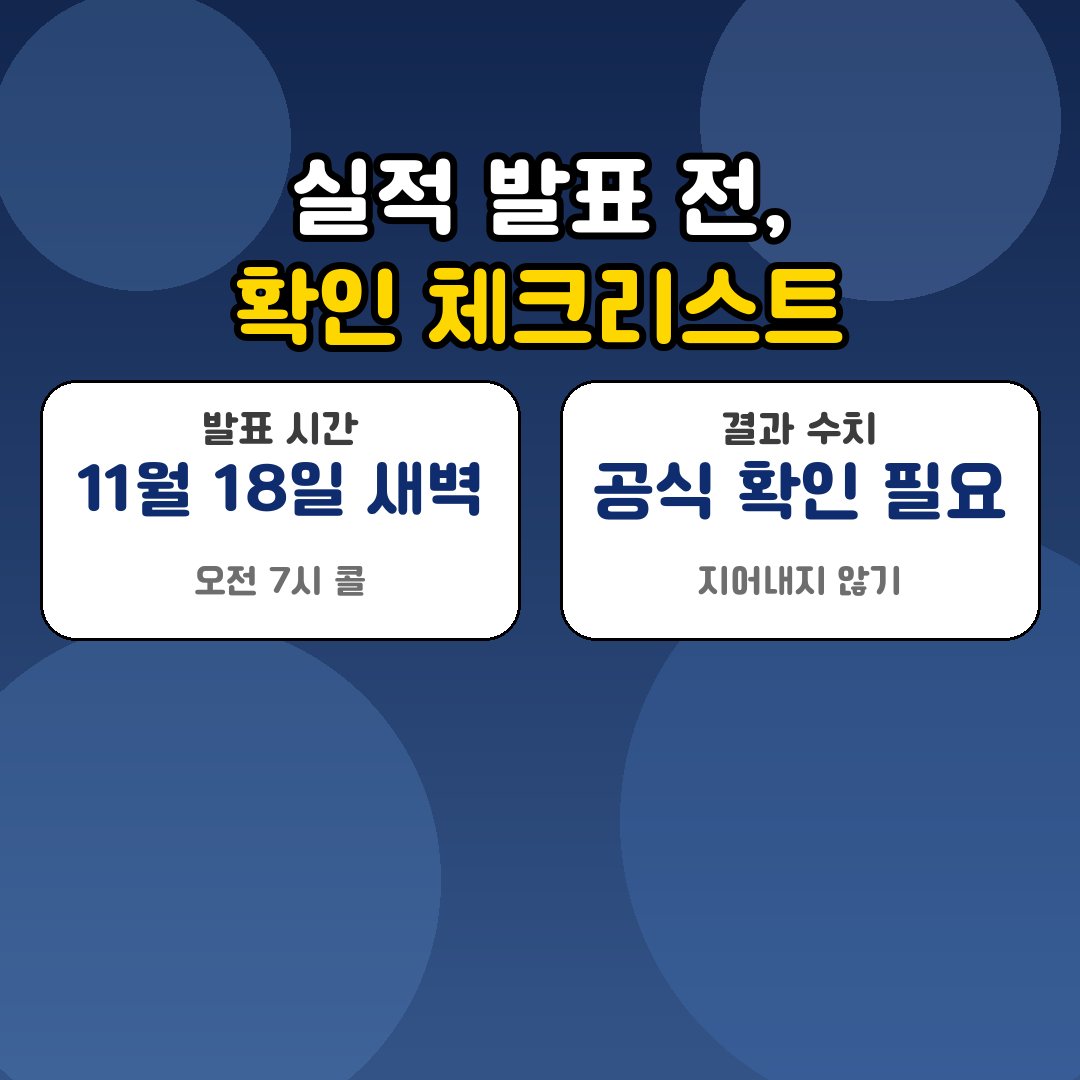 실적 발표 전,
확인 체크리스트
발표 시간
11월 18일 새벽
오전 7시 콜
결과 수치
공식 확인 필요
지어내지 않기